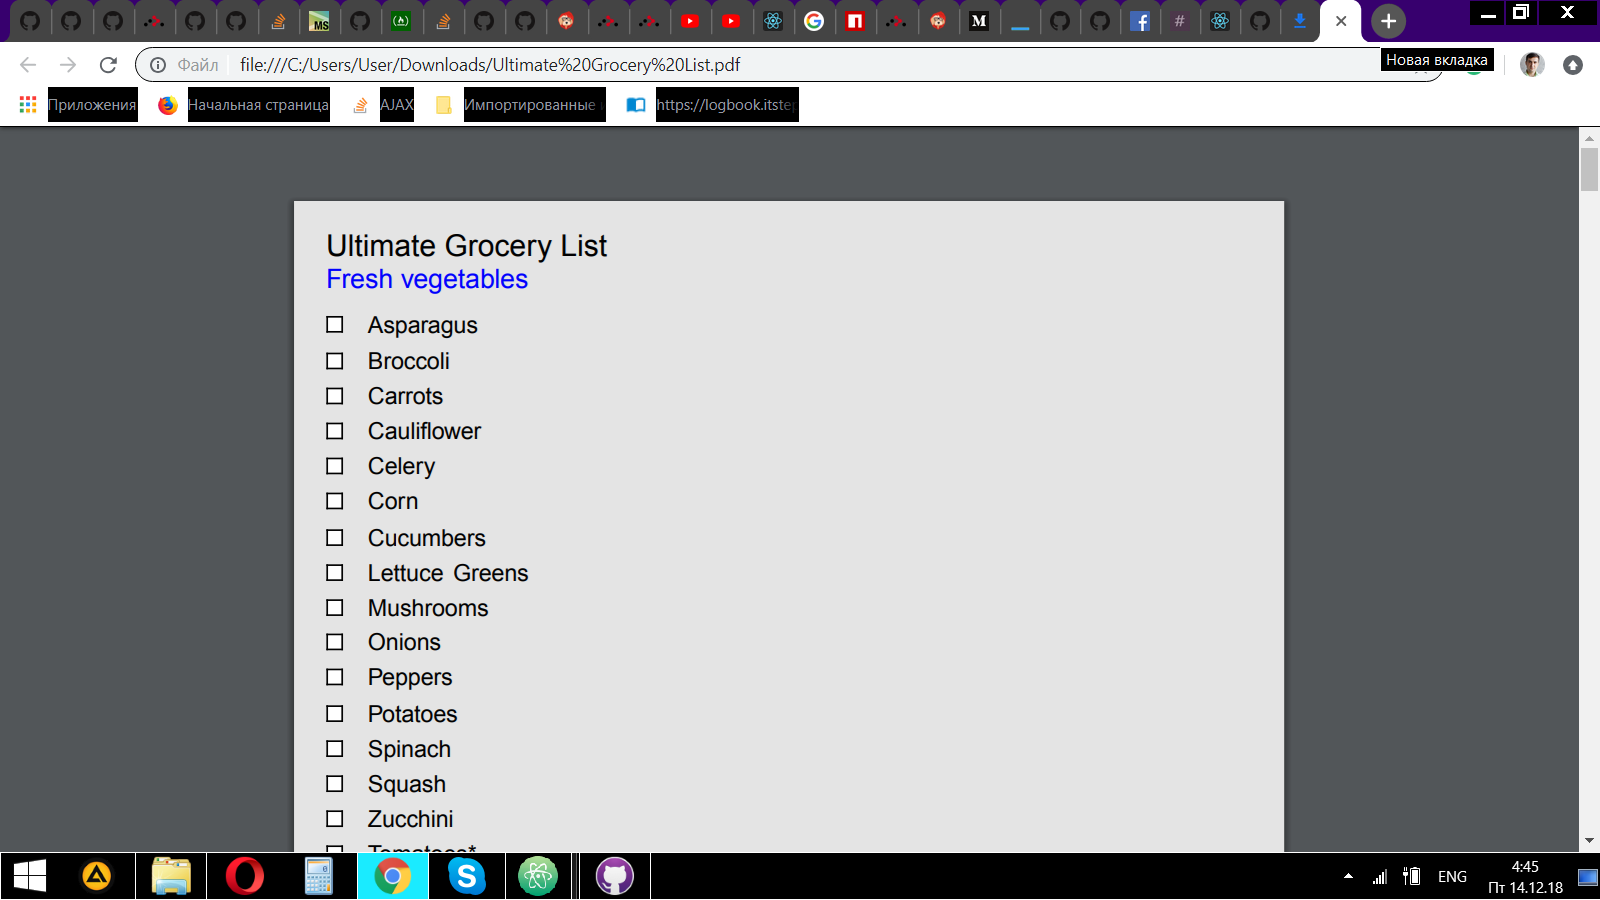 MS
M
#
Файл file:///C:/Users/User/Downloads/Ultimate%20Grocery%20List.pdf
Новая вкладка
Приложения Начальная страница AJAX Импортированные https://logbook.itste
Ultimate Grocery List
Fresh vegetables
Asparagus
Broccoli
Carrots
Cauliflower
Celery
Corn
Cucumbers
Lettuce Greens
Mushrooms
Onions
Peppers
Potatoes
Spinach
Squash
Zucchini
Tomatoes*
ENG
4:45
Пт 14.12.18